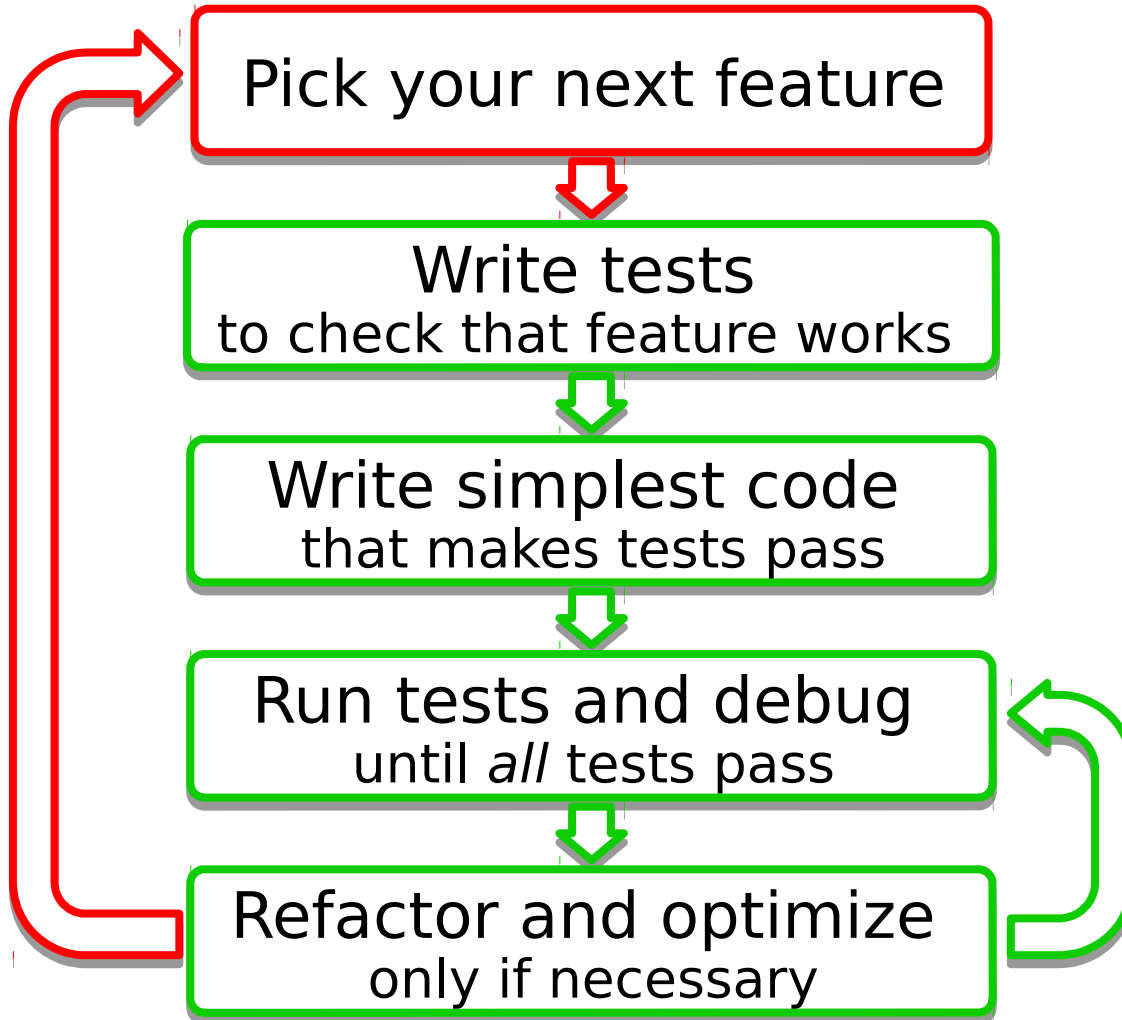 Pick your next feature
Write tests
to check that feature works
Write simplest code
that makes tests pass
Run tests and debug
until all tests pass
Refactor and optimize
only if necessary